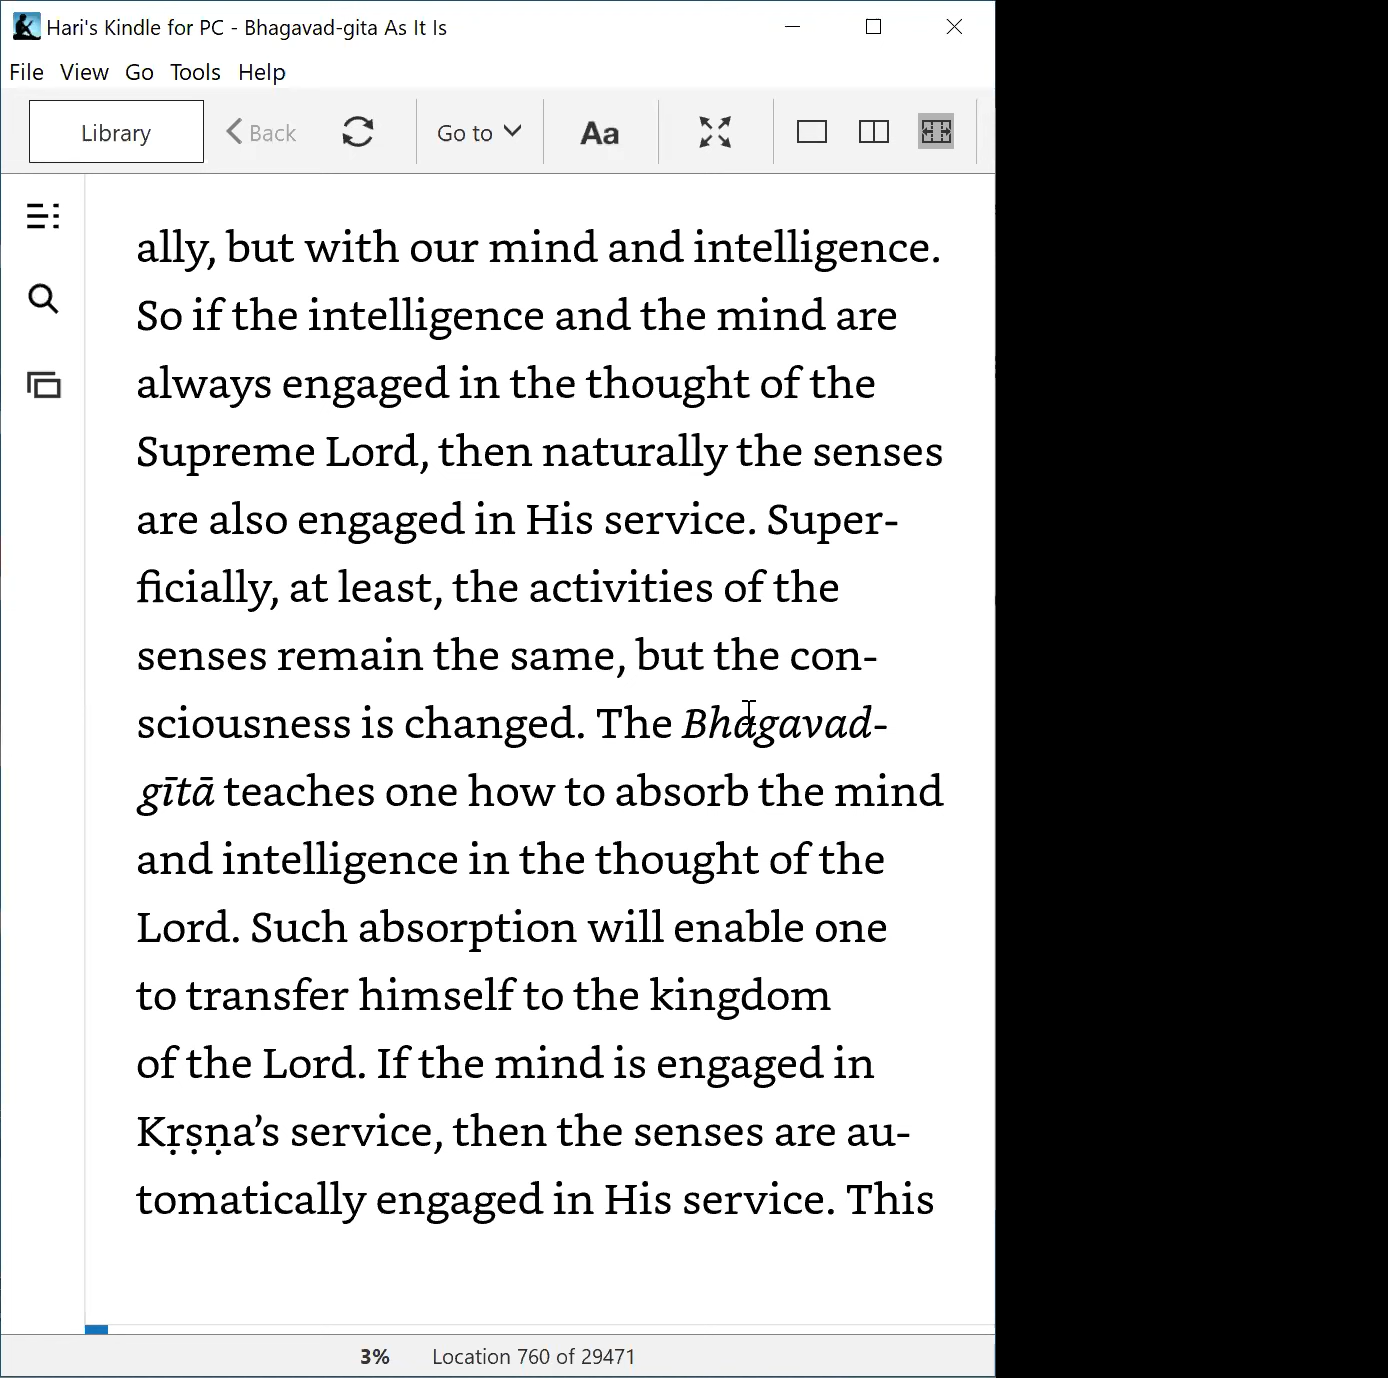 Hari's Kindle for PC - Bhagavad-gita As It Is
File View Go Tools Help
Library Back Go to Aa
ally, but with our mind and intelligence.
So if the intelligence and the mind are
always engaged in the thought of the
Supreme Lord, then naturally the senses
are also engaged in His service. Super-
ficially, at least, the activities of the
senses remain the same, but the con-
sciousness is changed. The Bhagavad-
gītā teaches one how to absorb the mind
and intelligence in the thought of the
Lord. Such absorption will enable one
to transfer himself to the kingdom
of the Lord. If the mind is engaged in
Kṛṣṇa’s service, then the senses are au-
tomatically engaged in His service. This
3% Location 760 of 29471